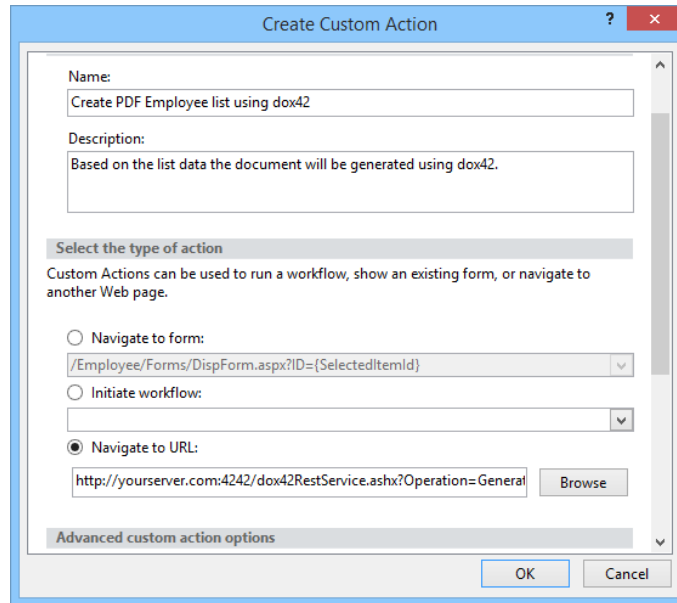 Create Custom Action
?
Name:
Create PDF Employee list using dox42
Description:
Based on the list data the document will be generated using dox42.
Select the type of action
Custom Actions can be used to run a workflow, show an existing form, or navigate to
another Web page.
Navigate to form:
/Employee/Forms/DispForm.aspx?ID={SelectedItemId}
Initiate workflow:
Navigate to URL:
http://yourserver.com:4242/dox42RestService.ashx?Operation=Generat
Browse
Advanced custom action options
OK
Cancel